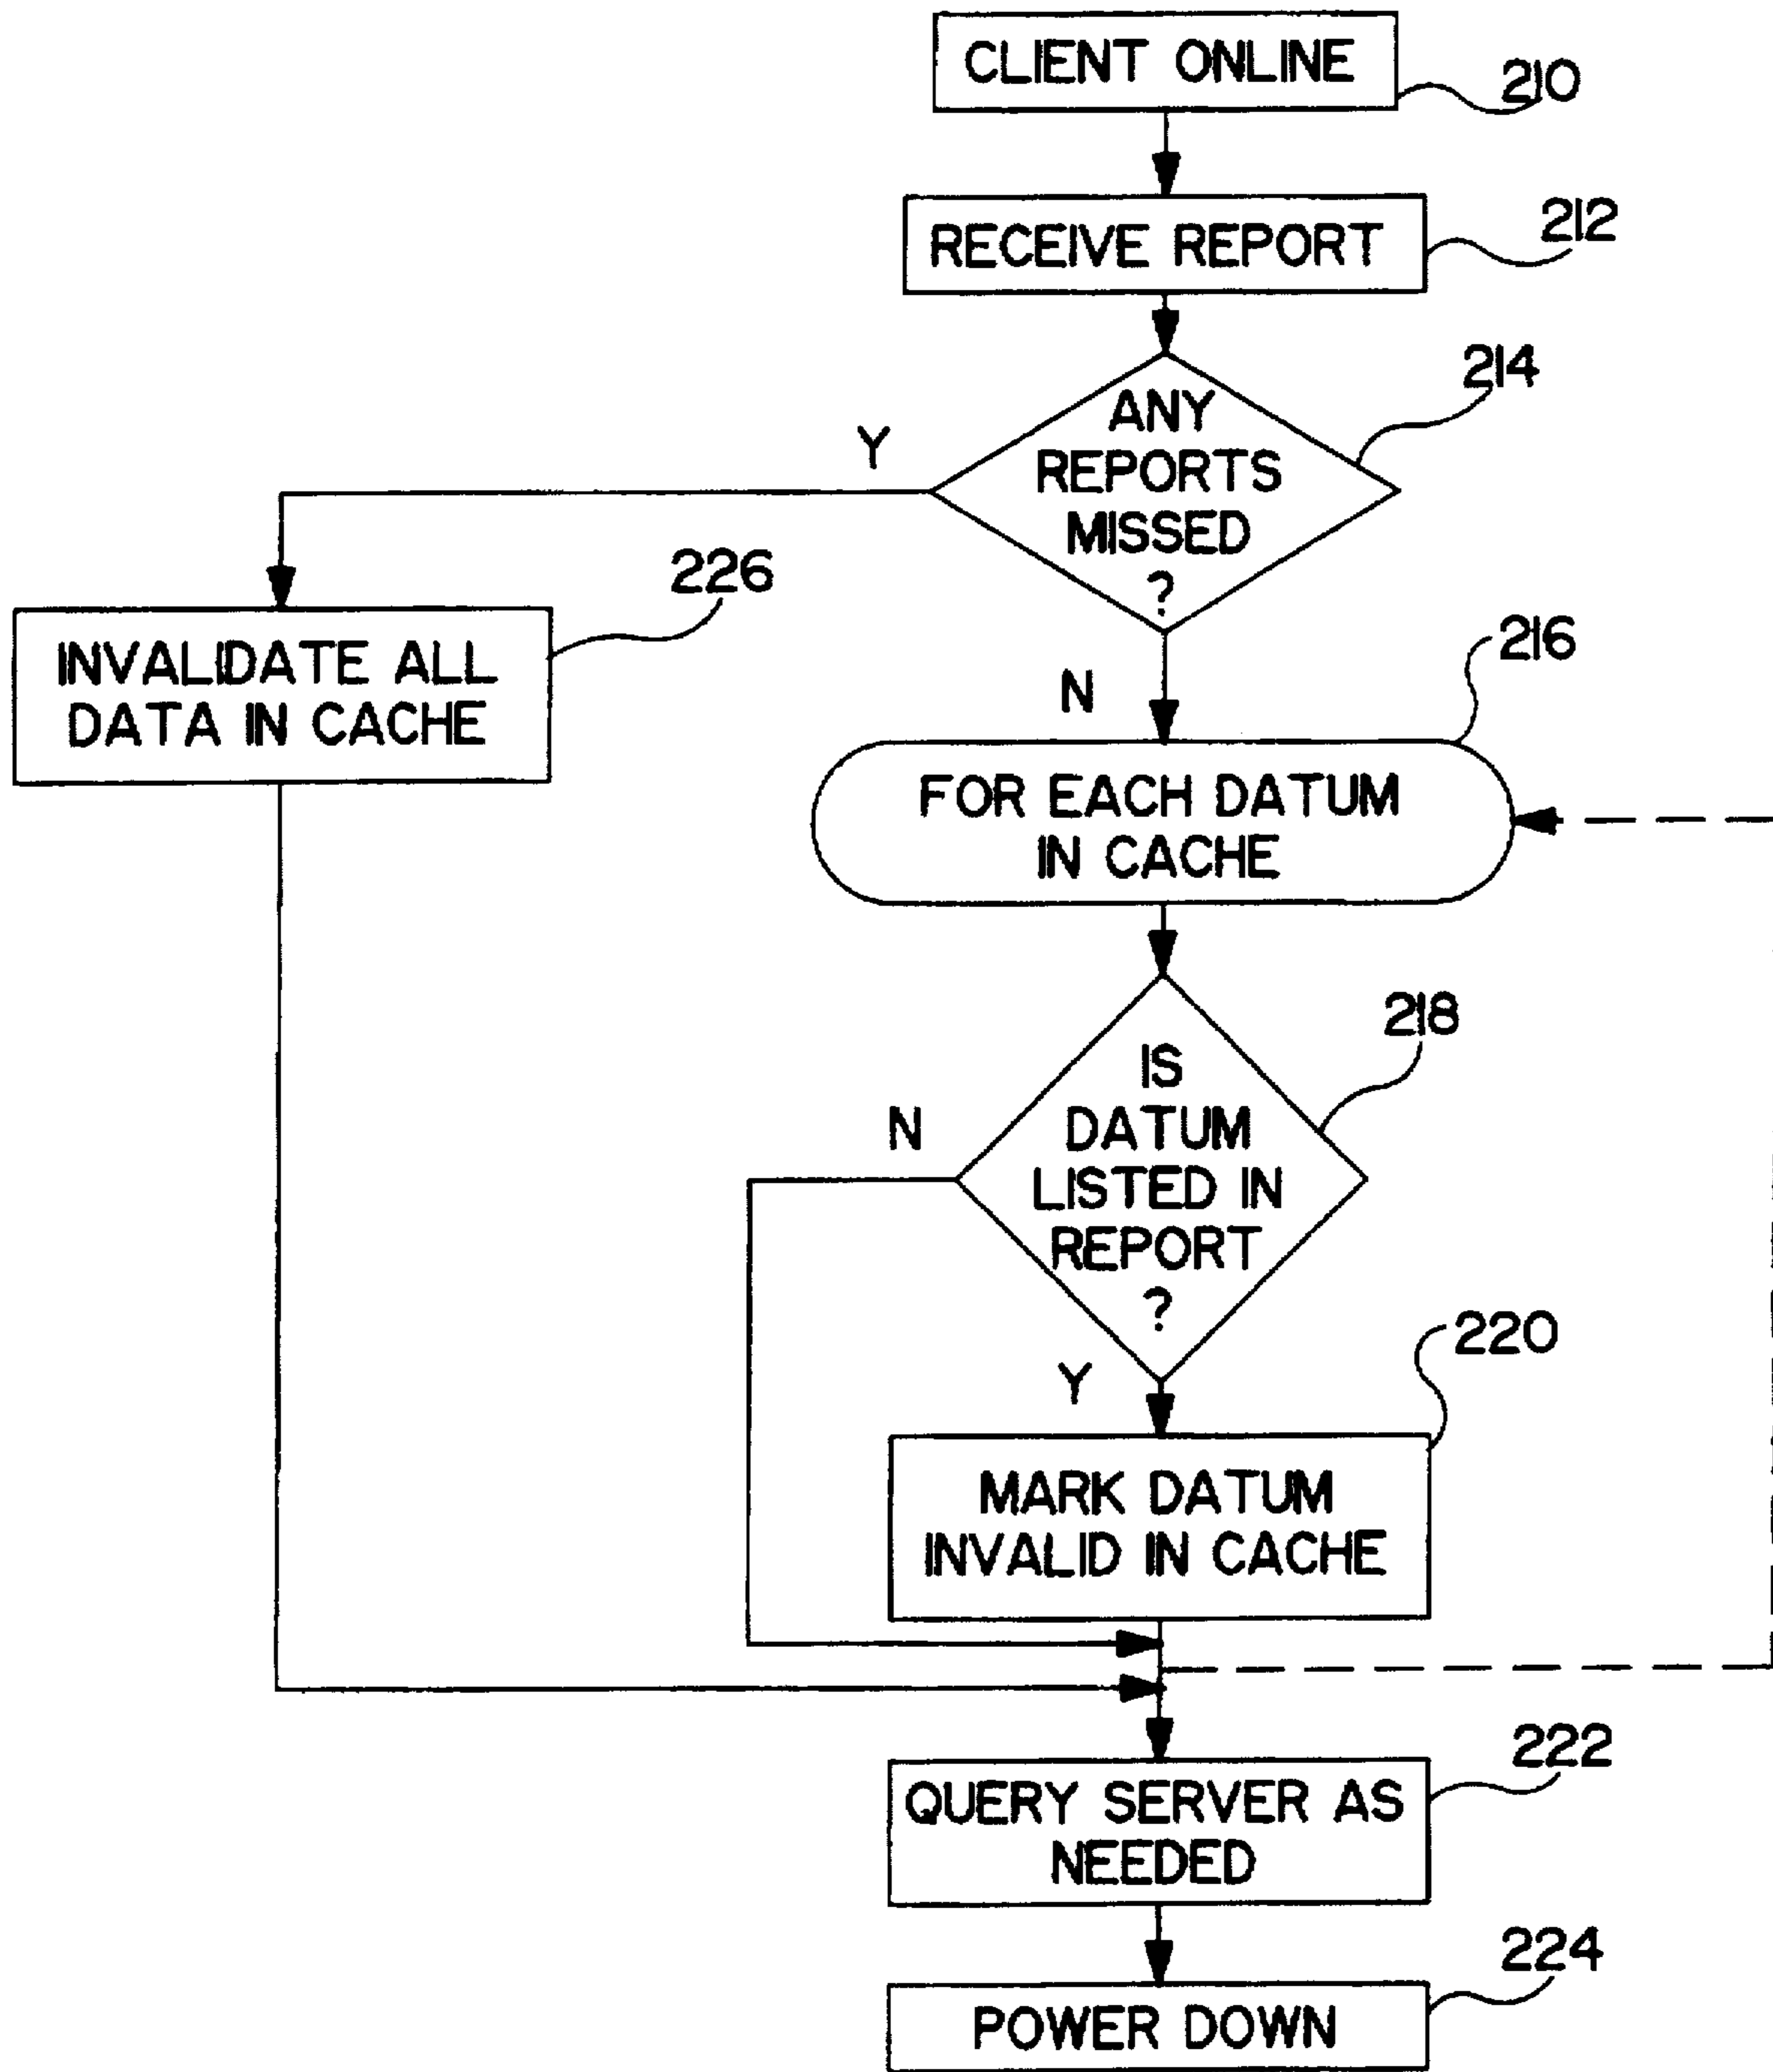 CLIENT ONLINE
210
RECEIVE REPORT
212
214
ANY
REPORTS
MISSED
?
Y
N
226
INVALIDATE ALL
DATA IN CACHE
216
FOR EACH DATUM
IN CACHE
218
IS
DATUM
LISTED IN
REPORT
?
N
Y
220
MARK DATUM
INVALID IN CACHE
222
QUERY SERVER AS
NEEDED
224
POWER DOWN